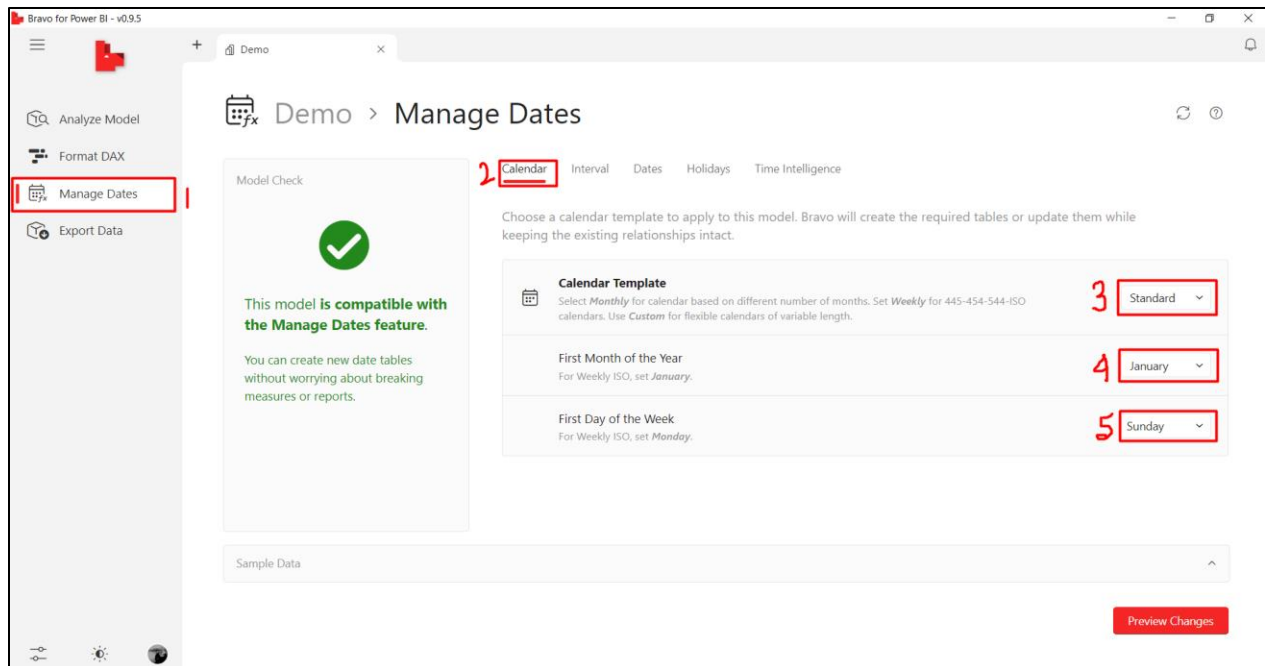 Bravo for Power BI - v0.9.5
Demo
Analyze Model
Format DAX
1 Manage Dates 1
Export Data
Demo > Manage Dates
Model Check
This model is compatible with
the Manage Dates feature.
You can create new date tables
without worrying about breaking
measures or reports.
2 Calendar Interval Dates Holidays Time Intelligence
Choose a calendar template to apply to this model. Bravo will create the required tables or update them while
keeping the existing relationships intact.
Calendar Template
Select Monthly for calendar based on different number of months. Set Weekly for 445-454-544-ISO
calendars. Use Custom for flexible calendars of variable length.
3 Standard
First Month of the Year
For Weekly ISO, set January.
4 January
First Day of the Week
For Weekly ISO, set Monday.
5 Sunday
Sample Data
Preview Changes